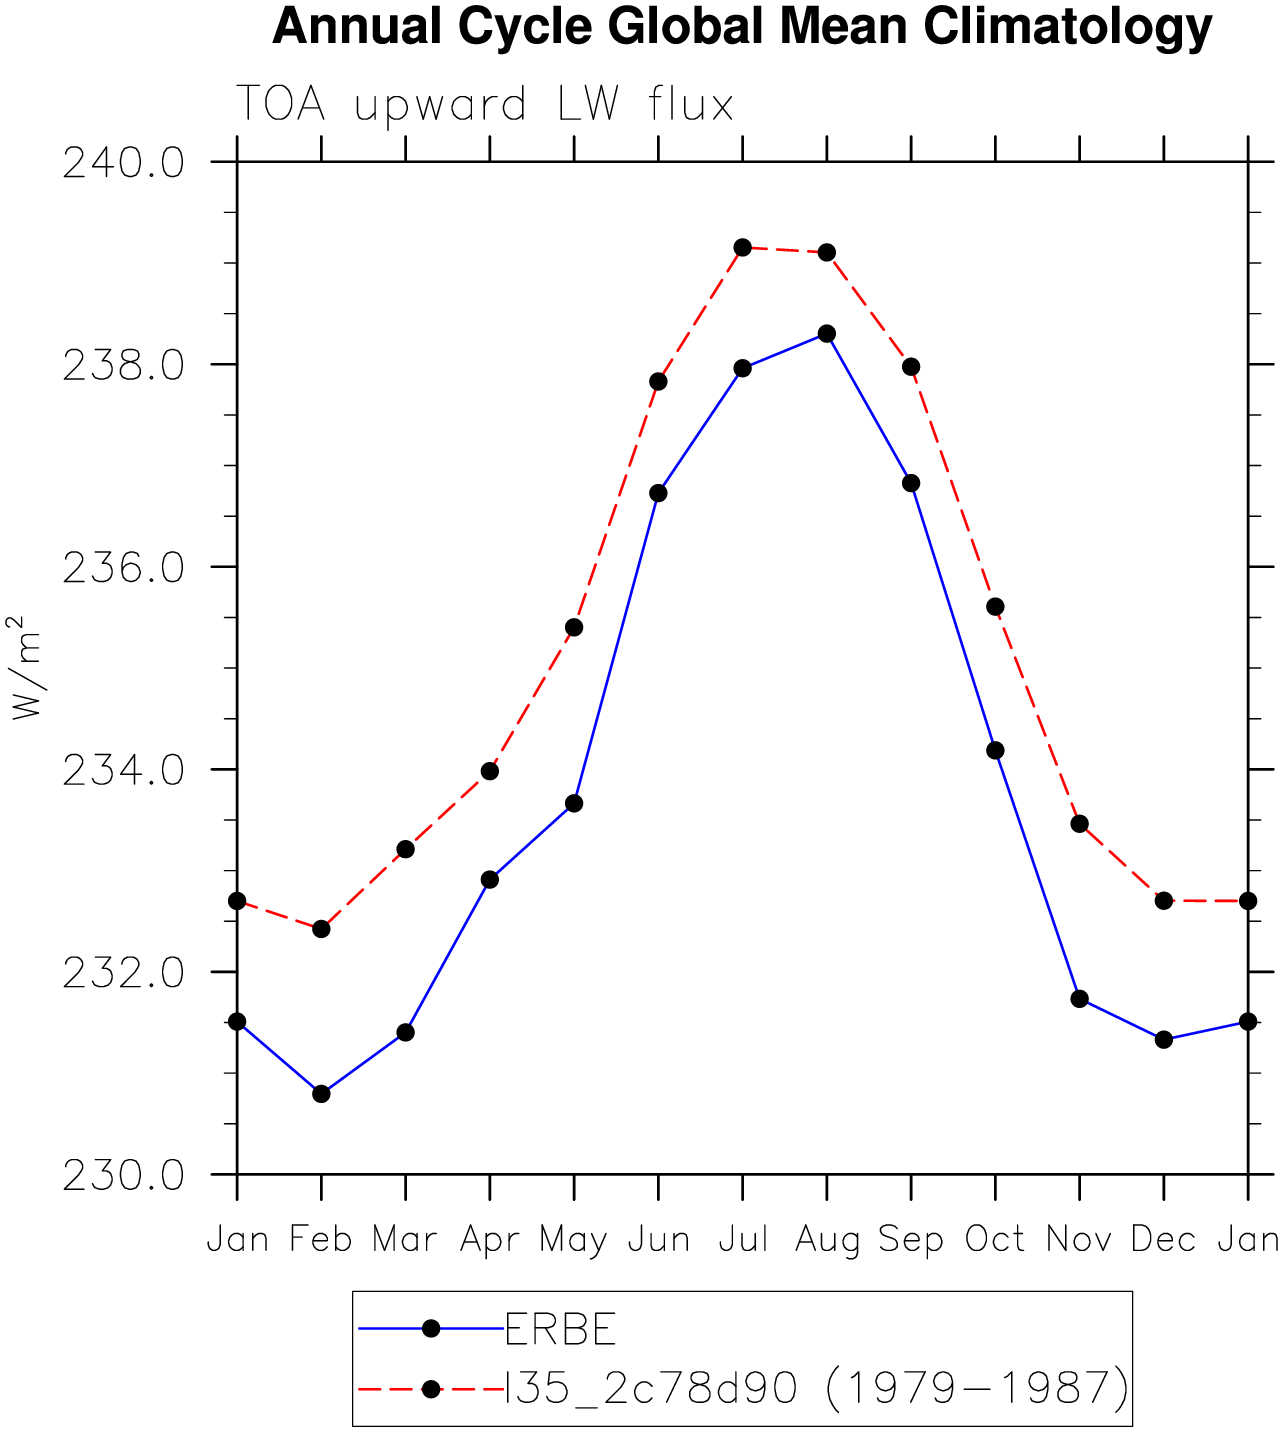 Annual Cycle Global Mean Climatology
TOA upward LW flux
240.0
238.0
236.0
234.0
232.0
230.0
W/m²
Jan Feb Mar Apr May Jun Jul Aug Sep Oct Nov Dec Jan
ERBE
I35_2c78d90 (1979-1987)